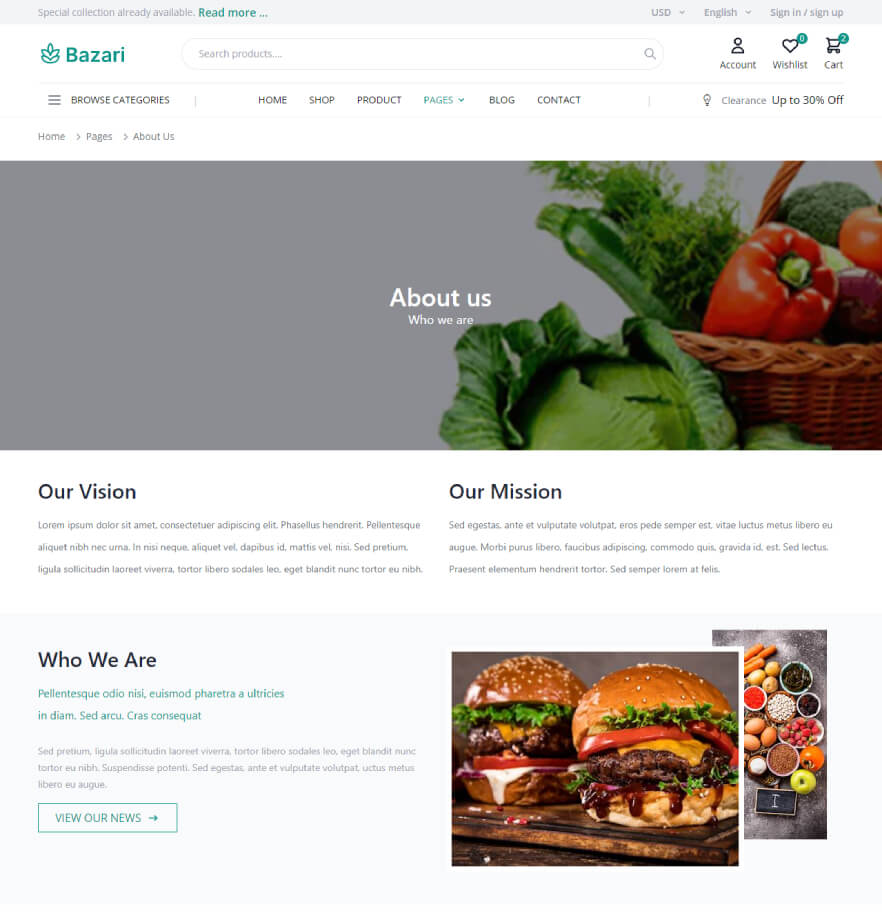 Special collection already available. Read more ...
USD
English
Sign in / sign up
Bazari
Search products....
0
2
Account
Wishlist
Cart
BROWSE CATEGORIES
HOME
SHOP
PRODUCT
PAGES
BLOG
CONTACT
Clearance Up to 30% Off
Home
Pages
About Us
About us
Who we are
Our Vision
Lorem ipsum dolor sit amet, consectetuer adipiscing elit. Phasellus hendrerit. Pellentesque
aliquet nibh nec urna. In nisi neque, aliquet vel, dapibus id, mattis vel, nisi. Sed pretium,
ligula sollicitudin laoreet viverra, tortor libero sodales leo, eget blandit nunc tortor eu nibh.
Our Mission
Sed egestas, ante et vulputate volutpat, eros pede semper est, vitae luctus metus libero eu
augue. Morbi purus libero, faucibus adipiscing, commodo quis, gravida id, est. Sed lectus.
Praesent elementum hendrerit tortor. Sed semper lorem at felis.
Who We Are
Pellentesque odio nisi, euismod pharetra a ultricies
in diam. Sed arcu. Cras consequat
Sed pretium, ligula sollicitudin laoreet viverra, tortor libero sodales leo, eget blandit nunc
tortor eu nibh. Suspendisse potenti. Sed egestas, ante et vulputate volutpat, uctus metus
libero eu augue.
VIEW OUR NEWS